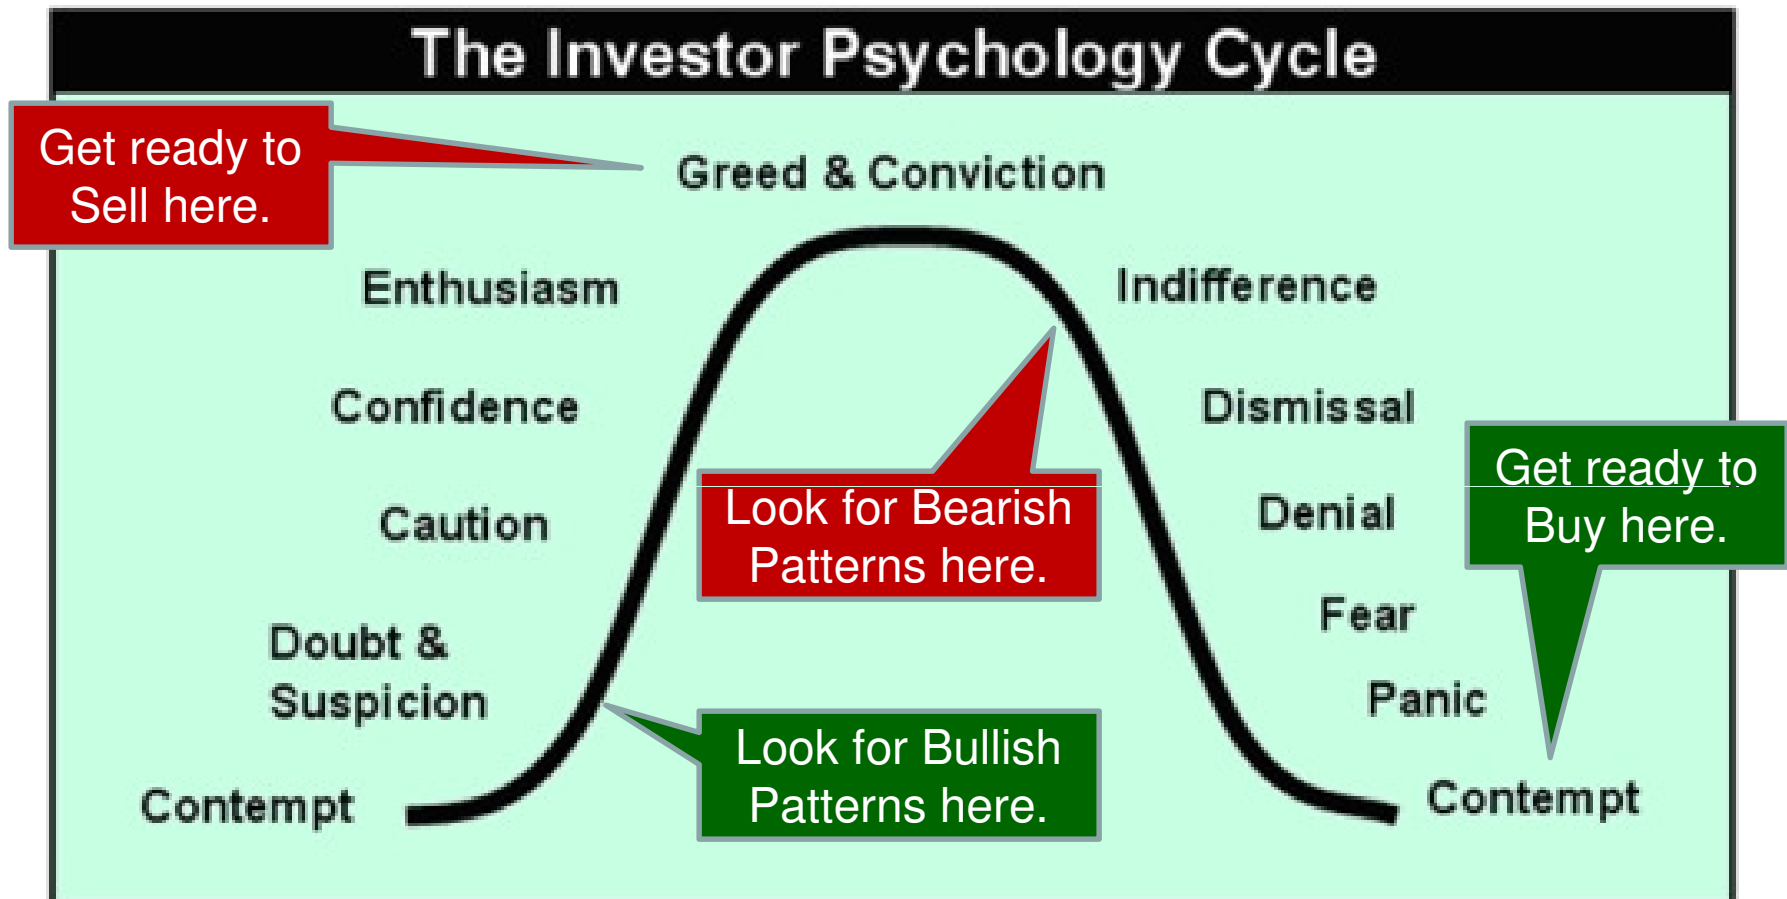 The Investor Psychology Cycle
Get ready to
Sell here.
Greed & Conviction
Enthusiasm
Indifference
Confidence
Dismissal
Look for Bearish
Patterns here.
Get ready to
Buy here.
Caution
Denial
Doubt &
Suspicion
Fear
Panic
Look for Bullish
Patterns here.
Contempt
Contempt